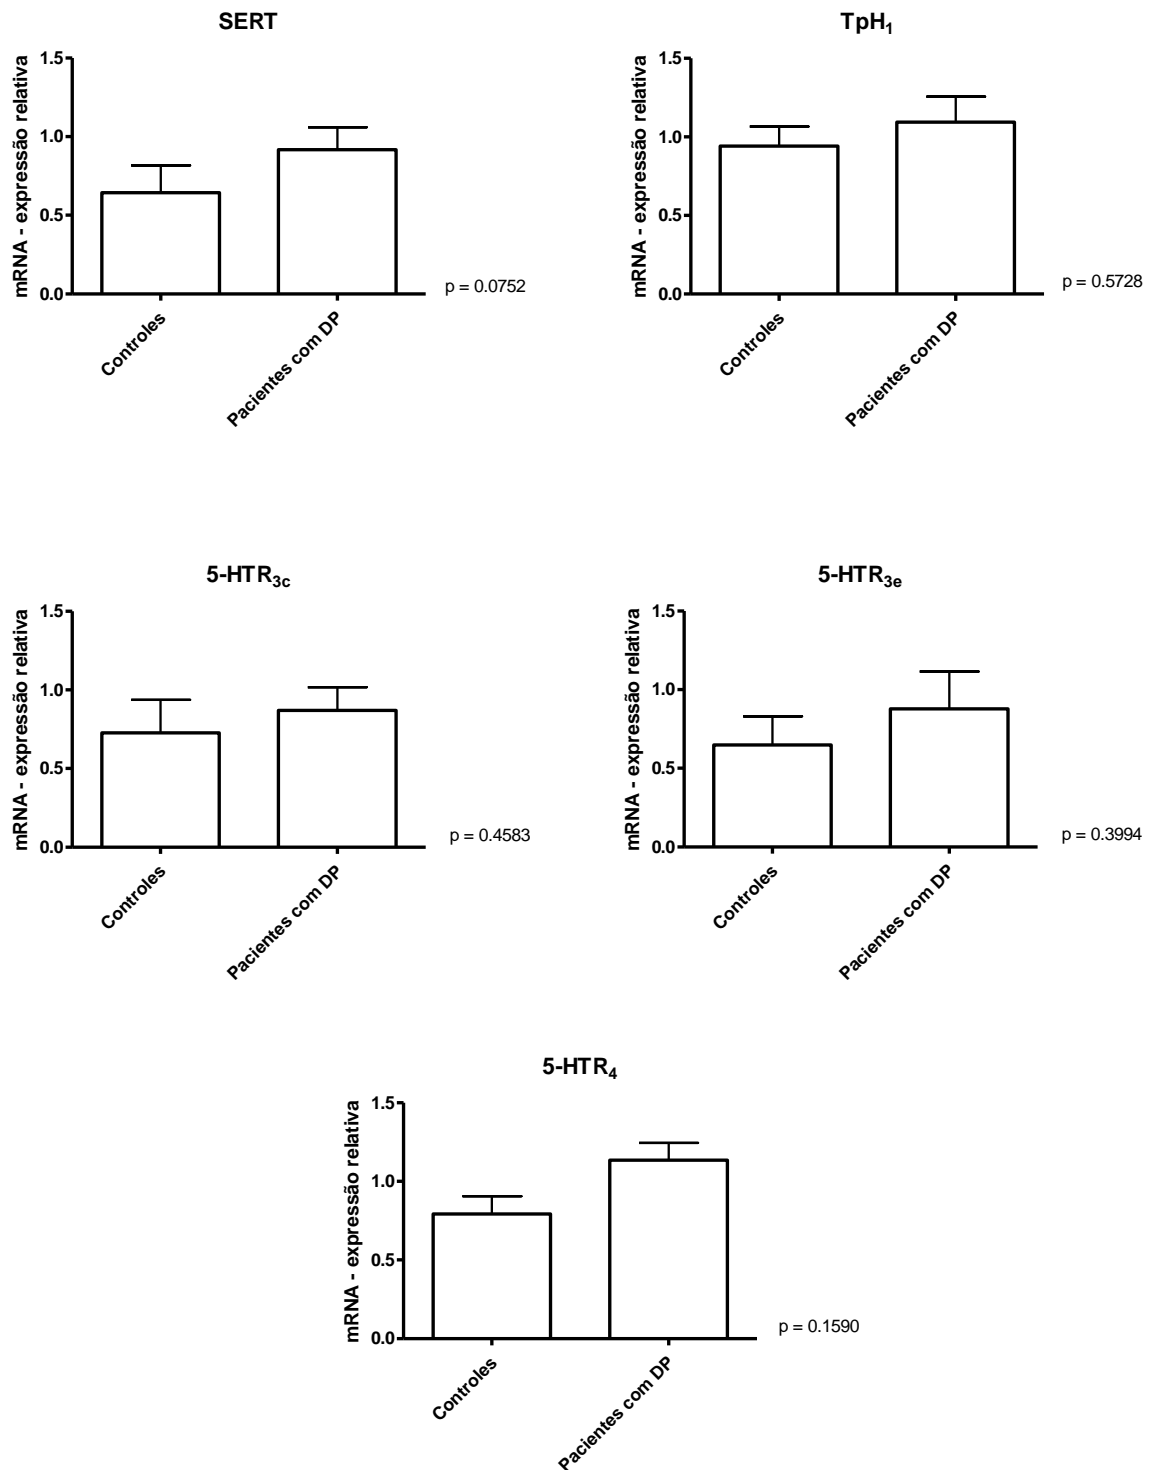 SERT
mRNA - expressão relativa
1.5
1.0
0.5
0.0
Controles
Pacientes com DP
p = 0.0752
TpH₁
mRNA - expressão relativa
1.5
1.0
0.5
0.0
Controles
Pacientes com DP
p = 0.5728
5-HTR₃c
mRNA - expressão relativa
1.5
1.0
0.5
0.0
Controles
Pacientes com DP
p = 0.4583
5-HTR₃e
mRNA - expressão relativa
1.5
1.0
0.5
0.0
Controles
Pacientes com DP
p = 0.3994
5-HTR₄
mRNA - expressão relativa
1.5
1.0
0.5
0.0
Controles
Pacientes com DP
p = 0.1590